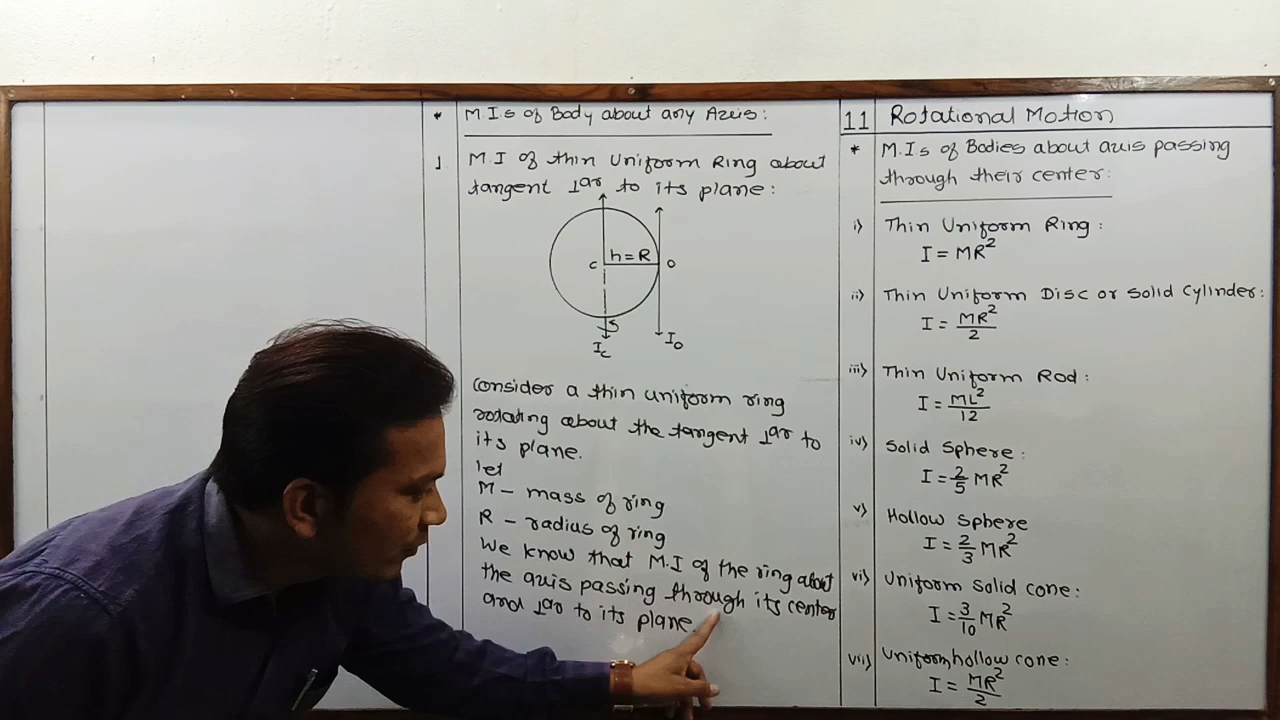 * M.I.s of Body about any Axis:
1 M.I of thin Uniform Ring about
tangent ⊥ar to its plane:
h=R
C
O
Ic
Io
Consider a thin uniform ring
rotating about the tangent ⊥ar to
its plane.
let
M - mass of ring
R - radius of ring
We know that M.I of the ring about
the axis passing through its center
and ⊥ar to its plane.
11 Rotational Motion
* M.I.s of Bodies about axis passing
through their center:
i) Thin Uniform Ring:
I = MR²
ii) Thin Uniform Disc or Solid Cylinder:
I = MR²/2
iii) Thin Uniform Rod:
I = ML²/12
iv) Solid Sphere:
I = 2/5 MR²
v) Hollow Sphere
I = 2/3 MR²
vi) Uniform Solid cone:
I = 3/10 MR²
vii) Uniform hollow cone:
I = MR²/2